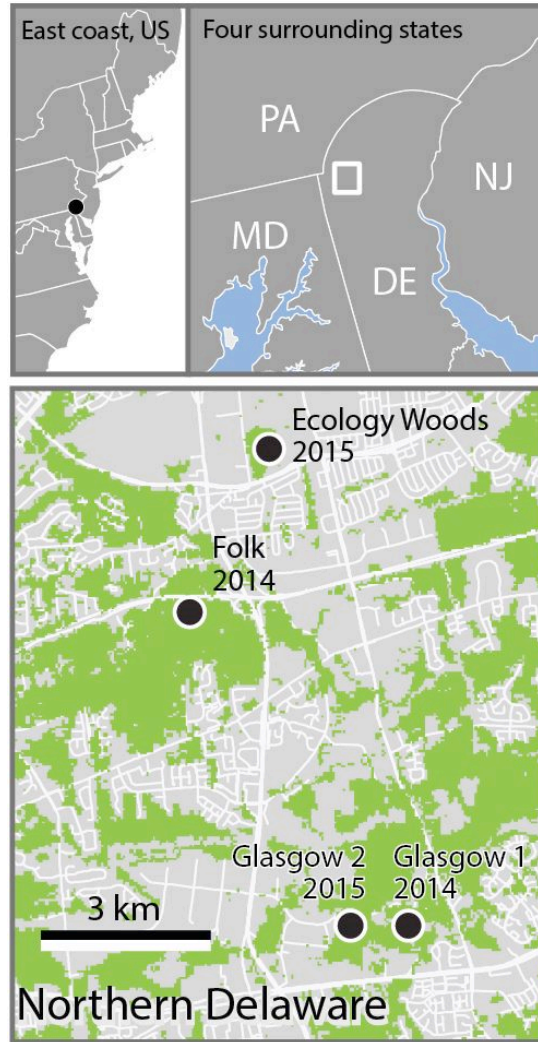 East coast, US
Four surrounding states
PA
NJ
MD
DE
Ecology Woods
2015
Folk
2014
Glasgow 2
2015
Glasgow 1
2014
3 km
Northern Delaware